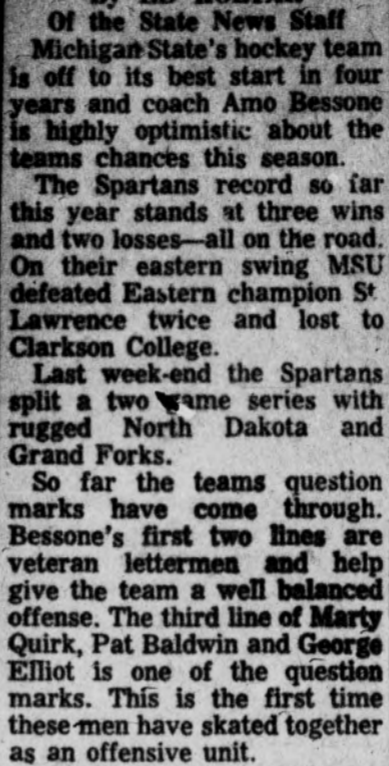 Of the State News Staff
Michigan State's hockey team
is off to its best start in four
years and coach Amo Bessone
is highly optimistic about the
teams chances this season.
The Spartans record so far
this year stands at three wins
and two losses—all on the road.
On their eastern swing MSU
defeated Eastern champion St
Lawrence twice and lost to
Clarkson College.
Last week-end the Spartans
split a two game series with
rugged North Dakota and
Grand Forks.
So far the teams question
marks have come through.
Bessone's first two lines are
veteran lettermen and help
give the team a well balanced
offense. The third line of Marty
Quirk, Pat Baldwin and George
Elliot is one of the question
marks. This is the first time
these men have skated together
as an offensive unit.